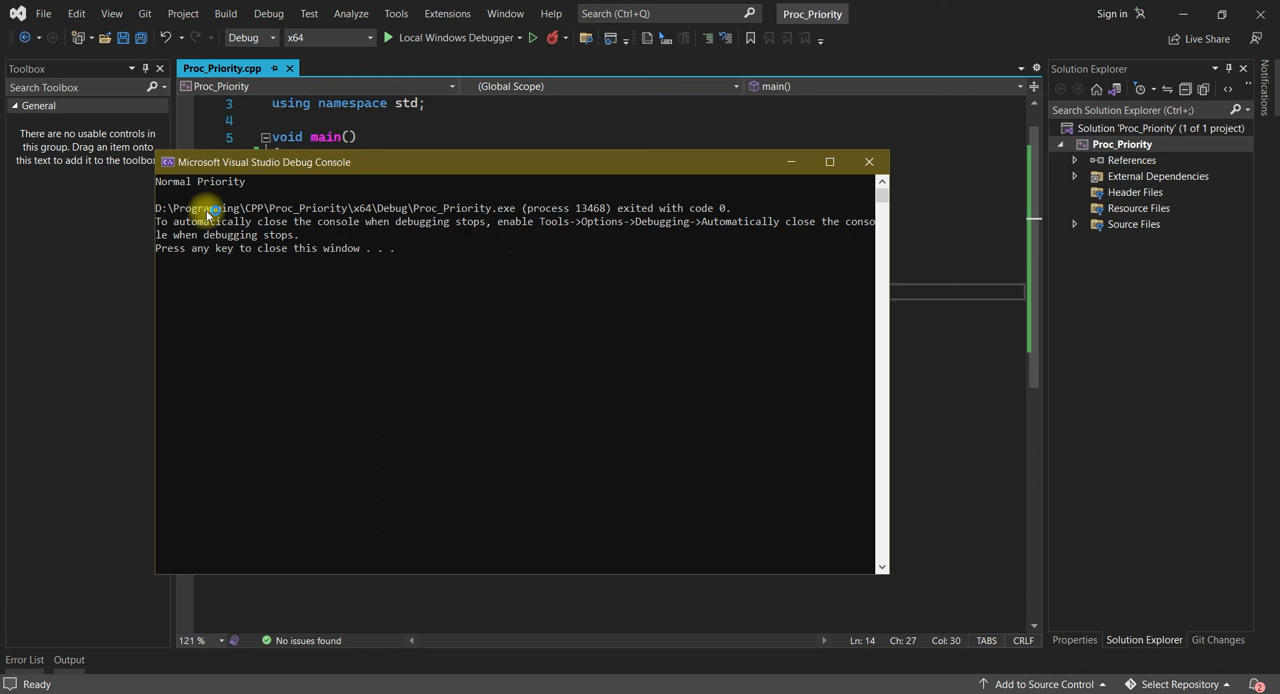 File Edit View Git Project Build Debug Test Analyze Tools Extensions Window Help Search (Ctrl+Q) Proc_Priority Sign in
Debug x64 Local Windows Debugger Live Share
Toolbox
Search Toolbox
General
There are no usable controls in
this group. Drag an item onto
this text to add it to the toolbox
Proc_Priority.cpp
Proc_Priority (Global Scope) main()
3 using namespace std;
4
5 void main()
Microsoft Visual Studio Debug Console
Normal Priority
D:\Programing\CPP\Proc_Priority\x64\Debug\Proc_Priority.exe (process 13468) exited with code 0.
To automatically close the console when debugging stops, enable Tools->Options->Debugging->Automatically close the conso
le when debugging stops.
Press any key to close this window . . .
121 % No issues found Ln: 14 Ch: 27 Col: 30 TABS CRLF
Solution Explorer
Search Solution Explorer (Ctrl+;)
Solution 'Proc_Priority' (1 of 1 project)
Proc_Priority
References
External Dependencies
Header Files
Resource Files
Source Files
Properties Solution Explorer Git Changes
Notifications
Error List Output
Ready Add to Source Control Select Repository 2